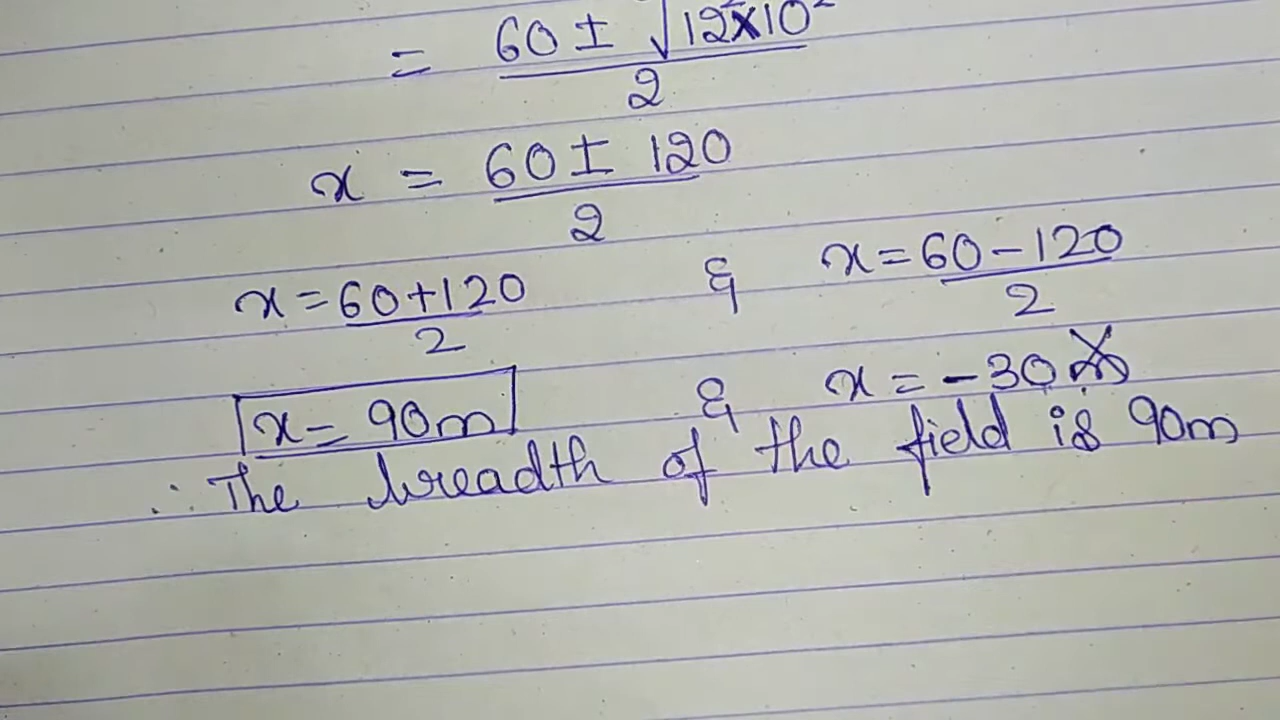 = 60 ± √12²×10² / 2
x = 60 ± 120 / 2
x = 60+120 / 2 & x = 60 - 120 / 2
x = 90m & x = -30m
∴ The breadth of the field is 90m